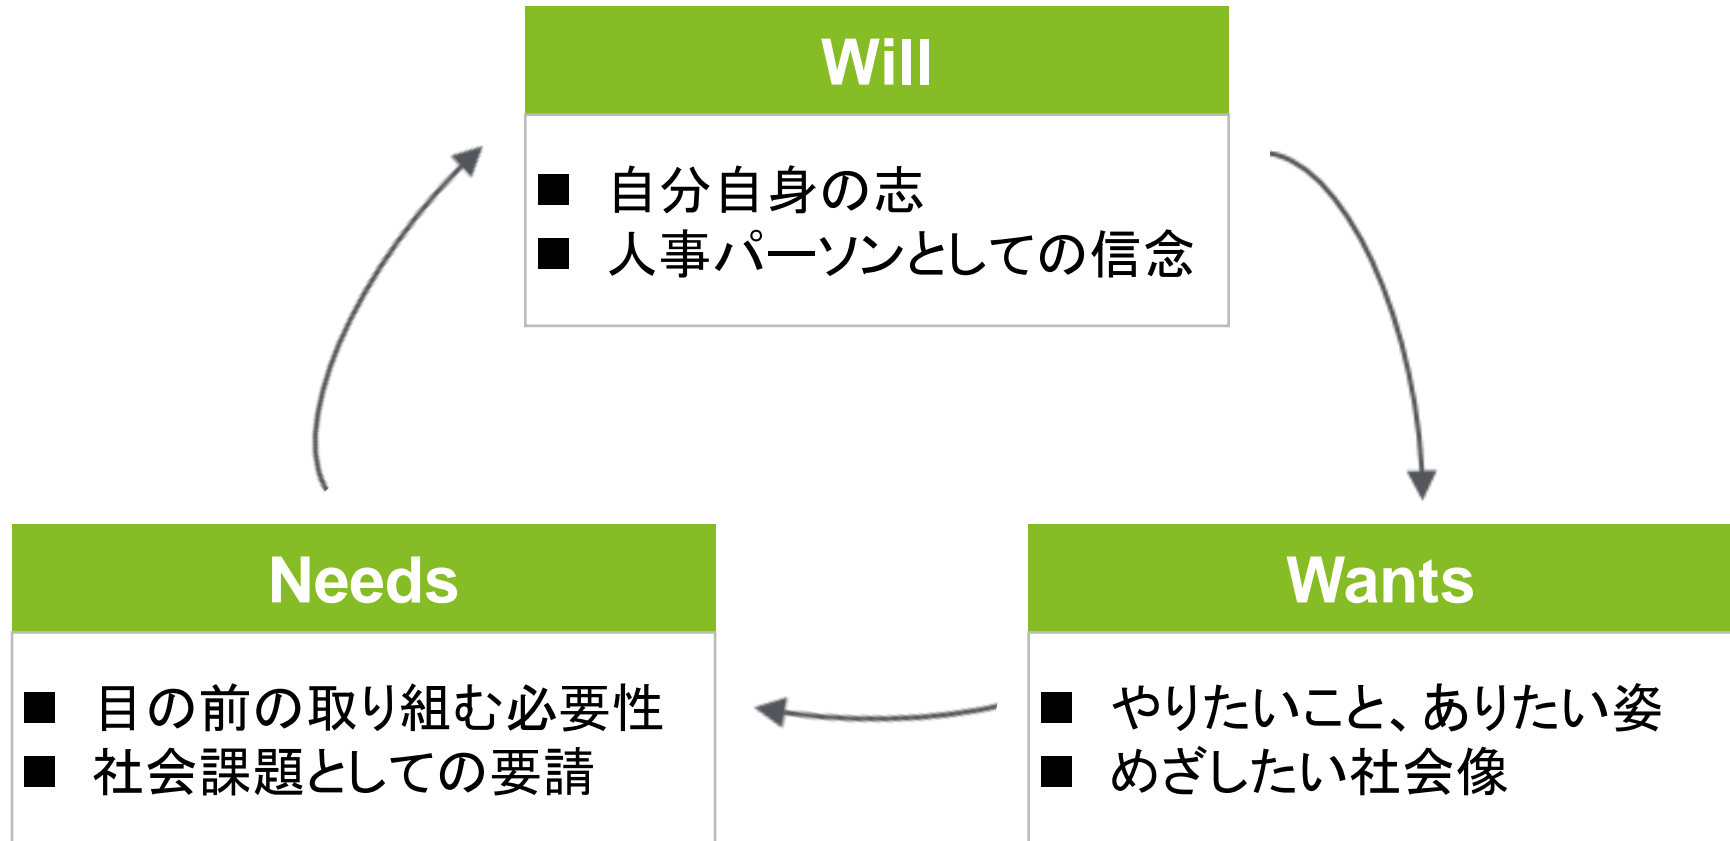 Will
■ 自分自身の志
■ 人事パーソンとしての信念
Needs
■ 目の前の取り組む必要性
■ 社会課題としての要請
Wants
■ やりたいこと、ありたい姿
■ めざしたい社会像